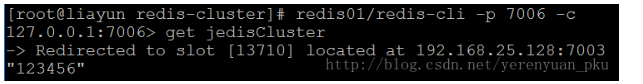 [root@liayun redis-cluster]# redis01/redis-cli -p 7006 -c
127.0.0.1:7006> get jedisCluster
-> Redirected to slot [13710] located at 192.168.25.128:7003
"123456"
http://blog.csdn.net/yerenyuan_pku